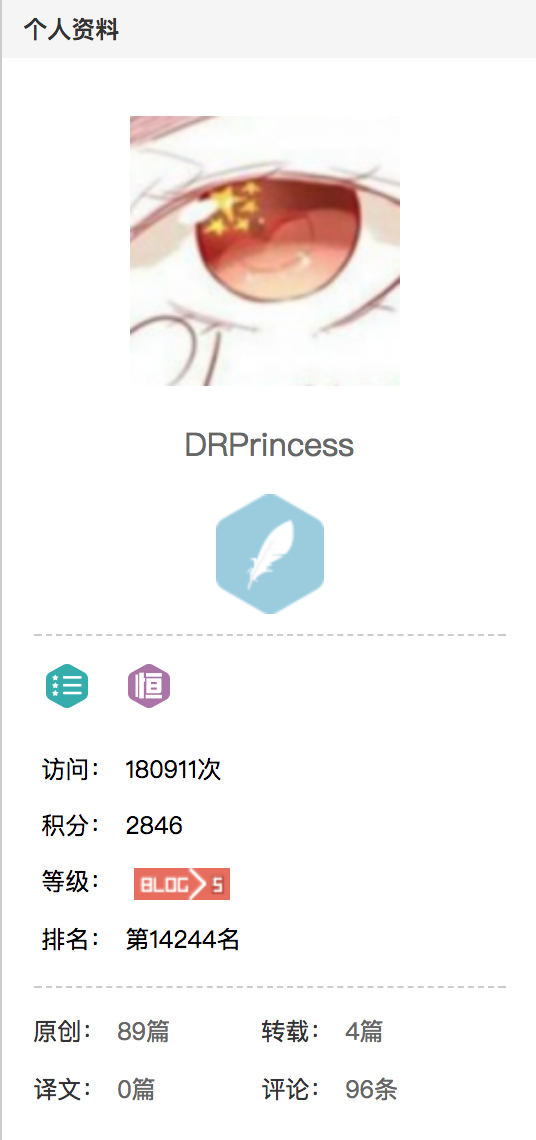 个人资料
DRPrincess
恒
访问： 180911次
积分： 2846
等级： BLOG>5
排名： 第14244名
原创： 89篇 转载： 4篇
译文： 0篇 评论： 96条